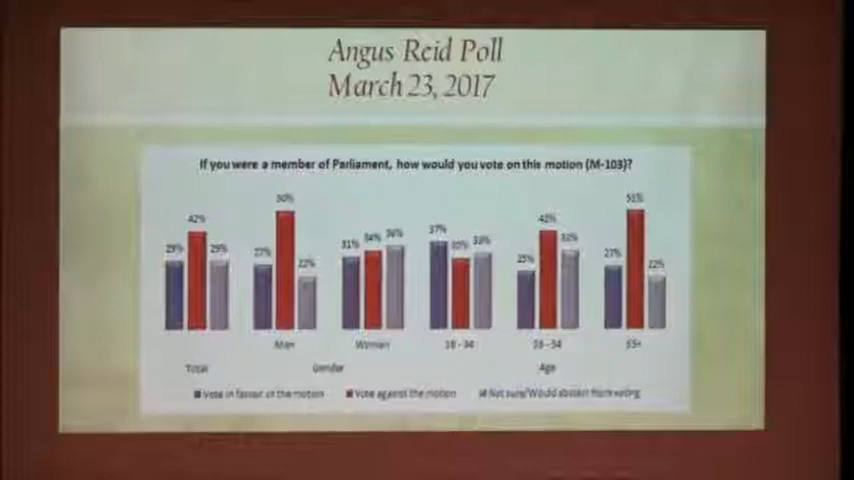 Angus Reid Poll
March 23, 2017
If you were a member of Parliament, how would you vote on this motion (M-103)?
29% 42% 29%
27% 50% 22%
31% 34% 36%
37% 30% 33%
25% 42% 33%
27% 51% 22%
Men Women 18 - 34 35 - 54 55+
Total Gender Age
Vote in favour of the motion Vote against the motion Not sure/Would abstain from voting